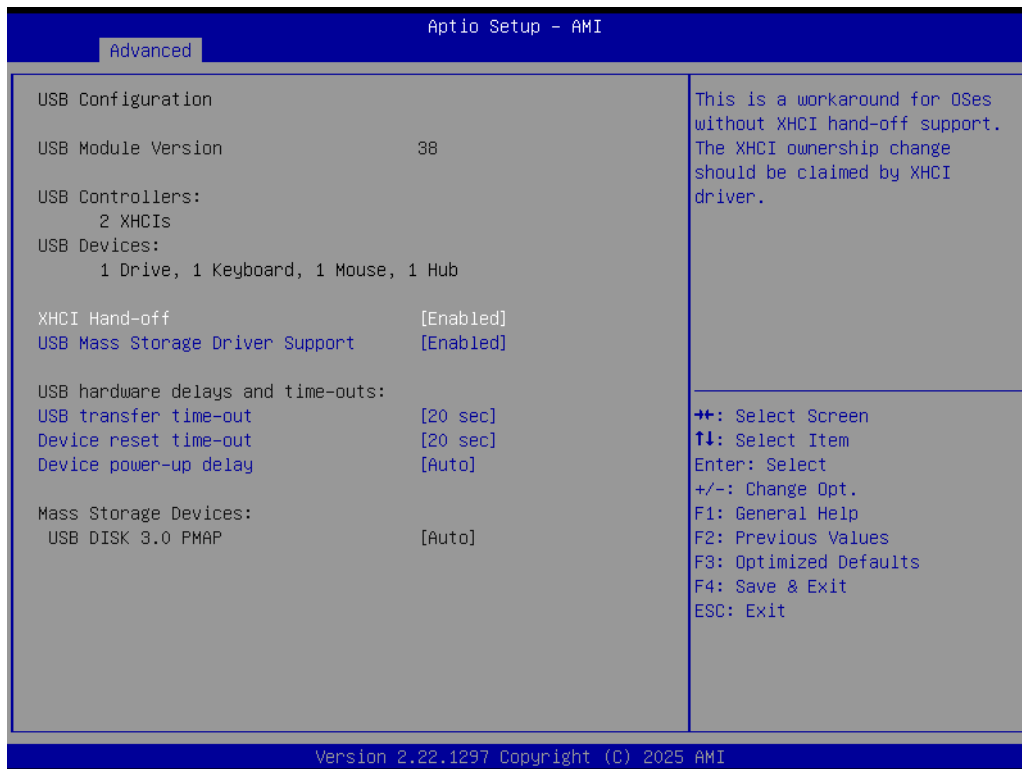 Aptio Setup – AMI
Advanced
USB Configuration
USB Module Version 38
USB Controllers:
2 XHCIs
USB Devices:
1 Drive, 1 Keyboard, 1 Mouse, 1 Hub
XHCI Hand-off [Enabled]
USB Mass Storage Driver Support [Enabled]
USB hardware delays and time-outs:
USB transfer time-out [20 sec]
Device reset time-out [20 sec]
Device power-up delay [Auto]
Mass Storage Devices:
USB DISK 3.0 PMAP [Auto]
This is a workaround for OSes
without XHCI hand-off support.
The XHCI ownership change
should be claimed by XHCI
driver.
→←: Select Screen
↑↓: Select Item
Enter: Select
+/-: Change Opt.
F1: General Help
F2: Previous Values
F3: Optimized Defaults
F4: Save & Exit
ESC: Exit
Version 2.22.1297 Copyright (C) 2025 AMI